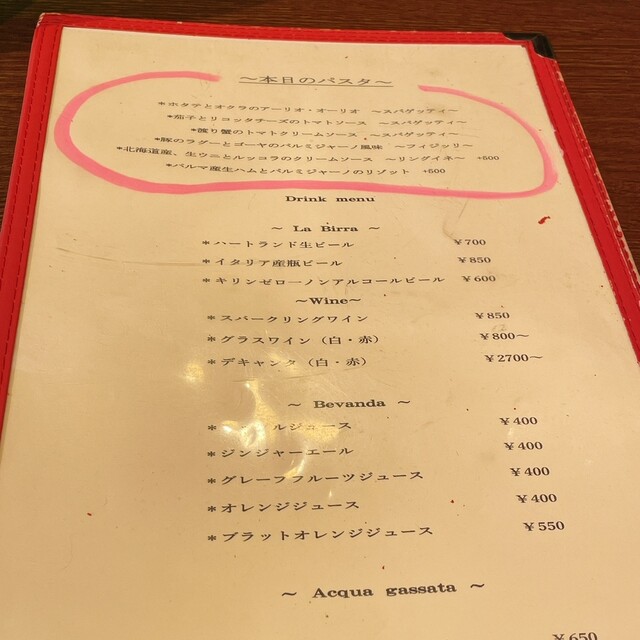 ～本日のパスタ～
*ホタテとオクラのアーリオ・オーリオ ～スパゲッティ～
*茄子とリコッタチーズのトマトソース ～スパゲッティ～
*渡り蟹のトマトクリームソース ～スパゲッティ～
*豚のラグーとゴーヤのパルミジャーノ風味 ～フィジッリ～
*北海道産、生ウニとルッコラのクリームソース ～リングイネ～ +500
*パルマ産生ハムとパルミジャーノのリゾット +500
Drink menu
～ La Birra ～
*ハートランド生ビール ￥700
*イタリア産瓶ビール ￥850
*キリンゼローノンアルコールビール ￥600
～Wine～
*スパークリングワイン ￥850
*グラスワイン（白・赤） ￥800～
*デキャンタ（白・赤） ￥2700～
～ Bevanda ～
* ルジュース ￥400
*ジンジャーエール ￥400
*グレーフフルーツジュース ￥400
*オレンジジュース ￥400
*ブラットオレンジジュース ￥550
～ Acqua gassata ～
￥650